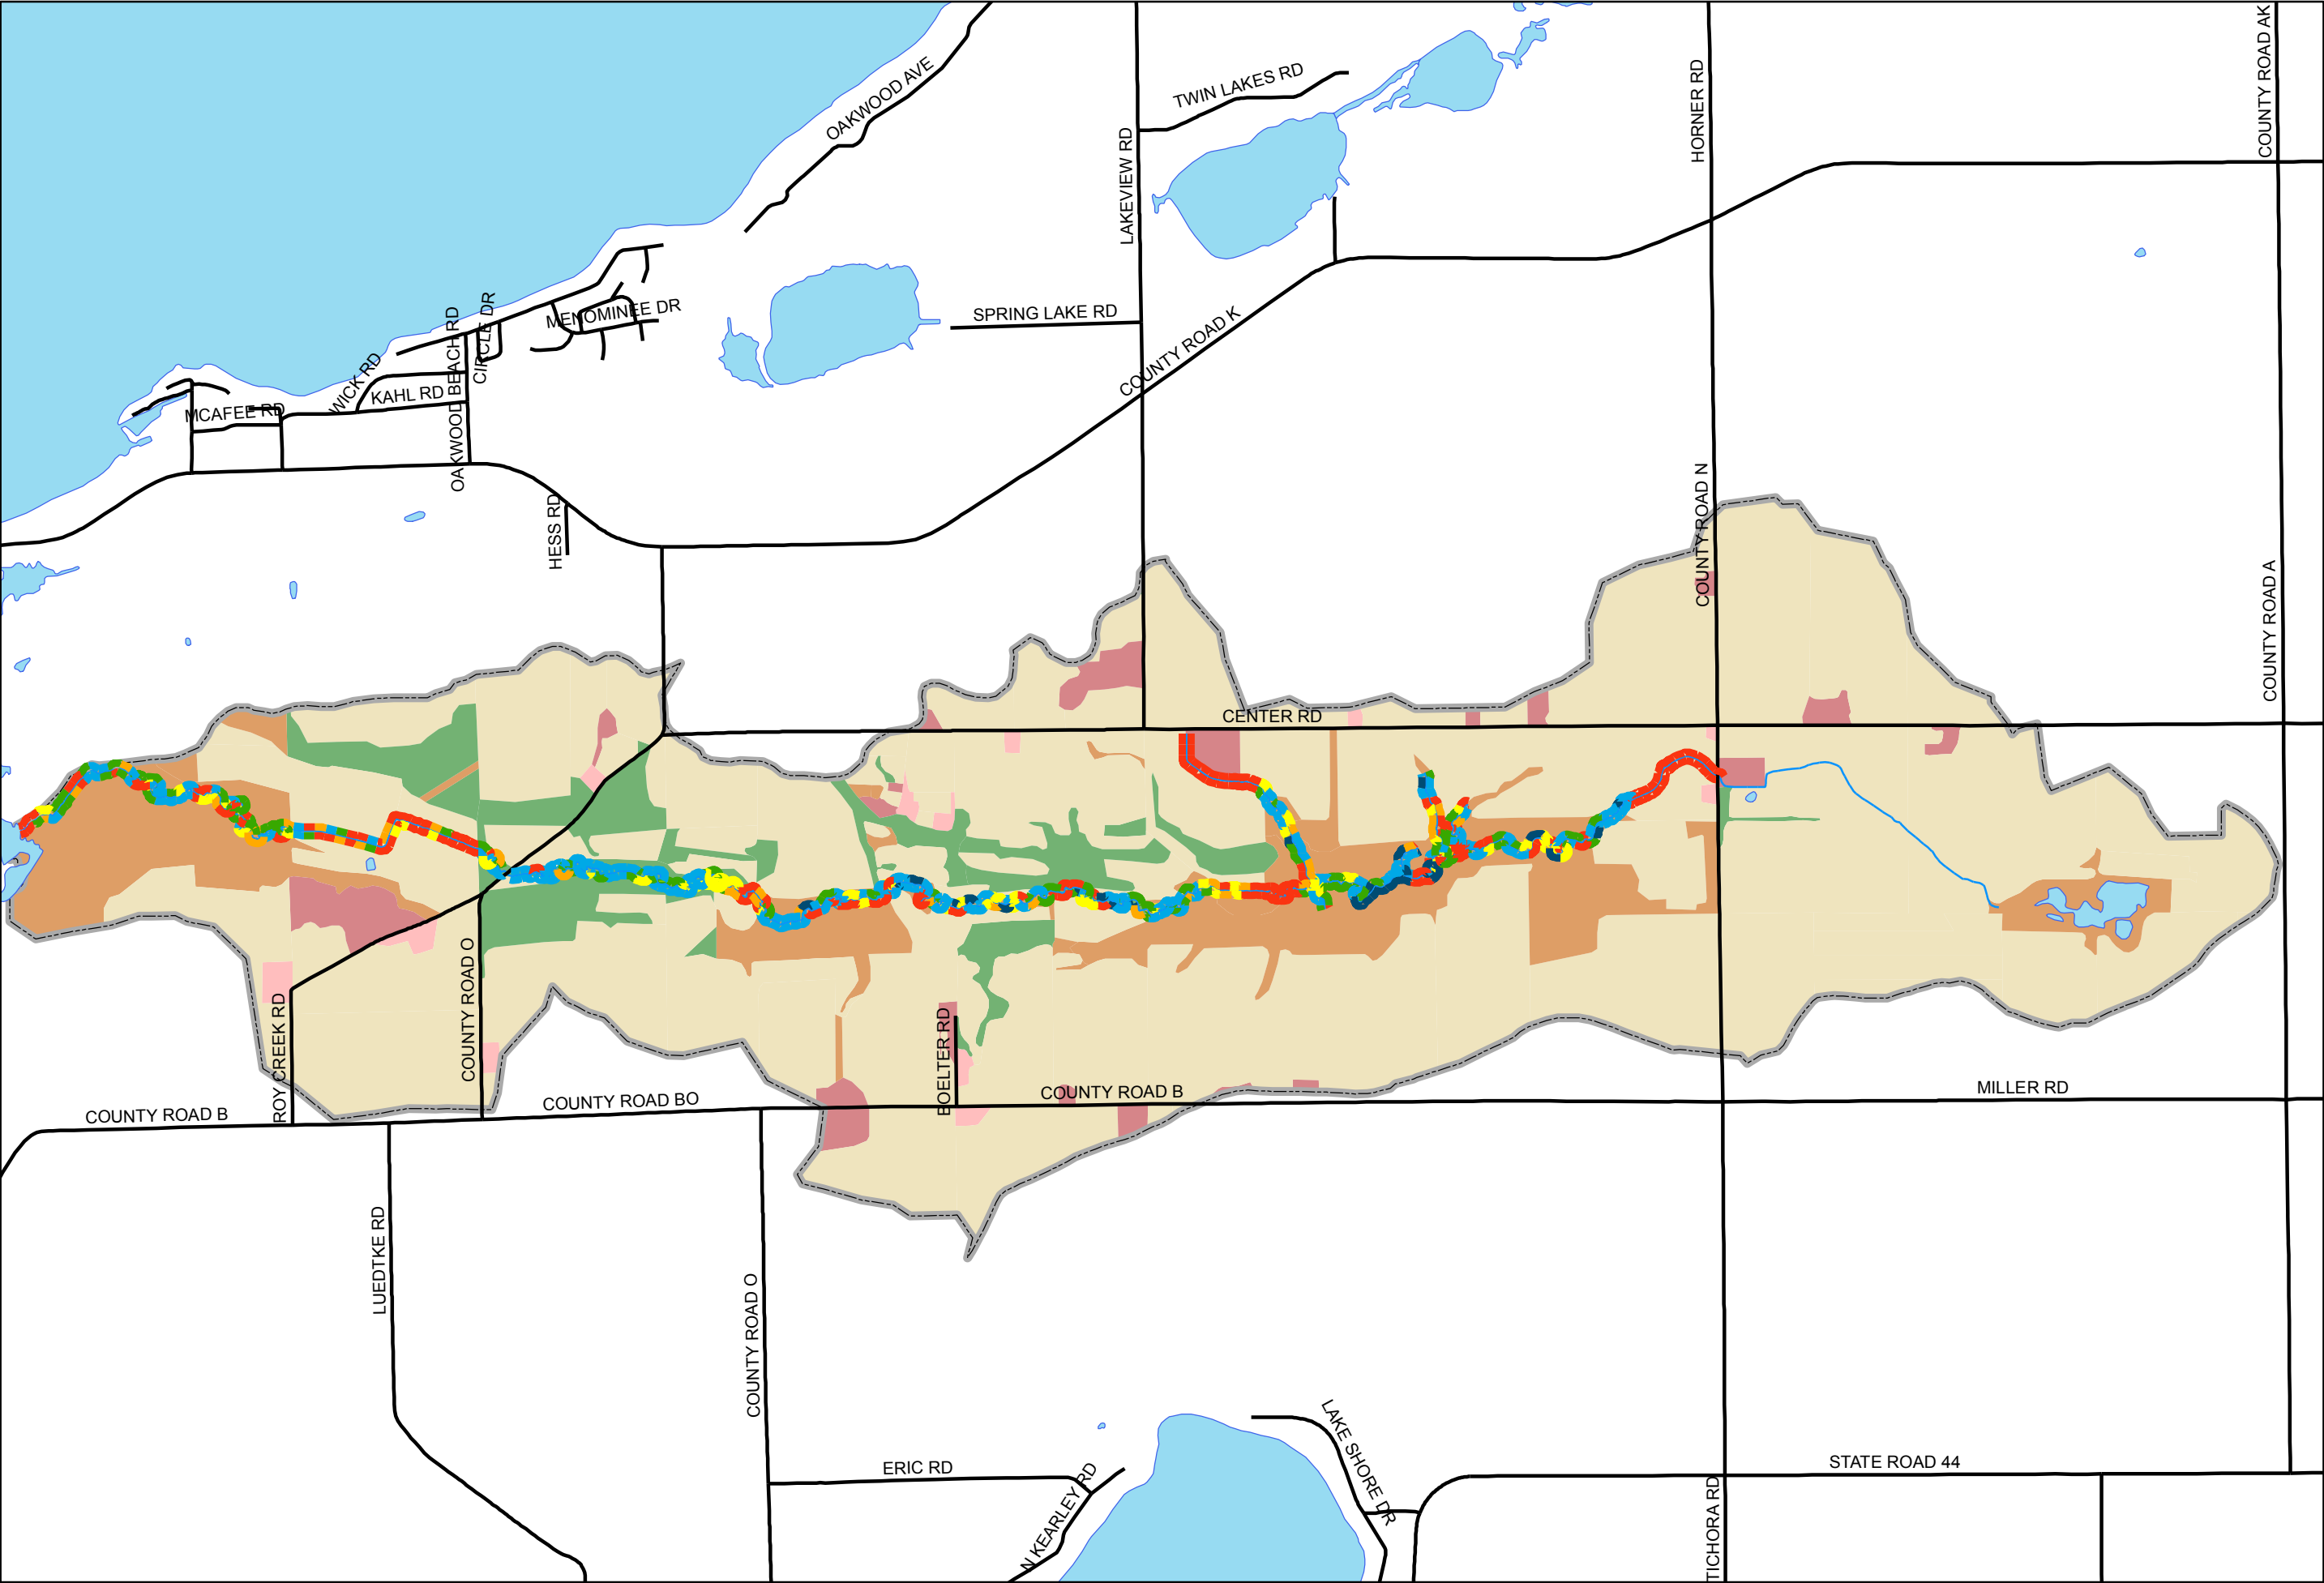 COUNTY ROAD AK
OAKWOOD AVE
TWIN LAKES RD
HORNER RD
LAKEVIEW RD
SPRING LAKE RD
COUNTY ROAD K
MENOMINEE DR
CIRCLE DR
OAKWOOD BEACH RD
WICK RD
KAHL RD
MCAFEE RD
HESS RD
COUNTY ROAD N
COUNTY ROAD A
CENTER RD
COUNTY ROAD O
ROY CREEK RD
BOELTER RD
COUNTY ROAD B
COUNTY ROAD BO
COUNTY ROAD B
MILLER RD
LUEDTKE RD
COUNTY ROAD O
LAKE SHORE DR
ERIC RD
N KEARLEY RD
STATE ROAD 44
TICHORA RD